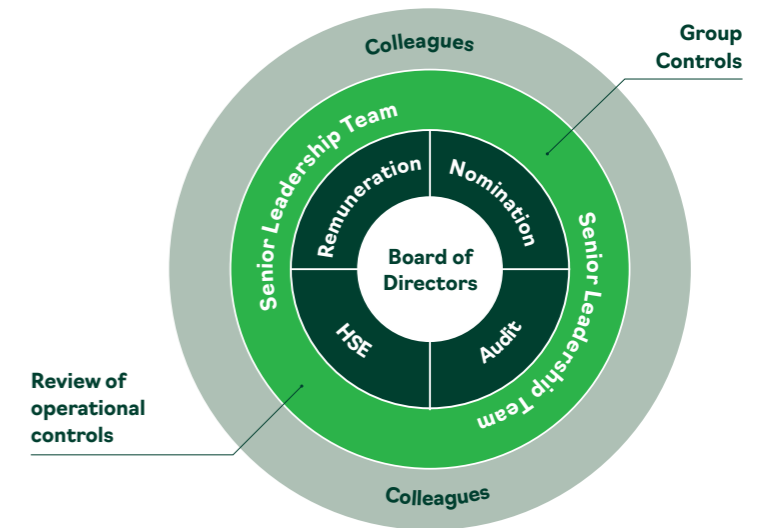 Colleagues
Group
Controls
Senior Leadership Team
Remuneration
Nomination
Board of
Directors
Senior Leadership Team
HSE
Audit
Review of
operational
controls
Colleagues